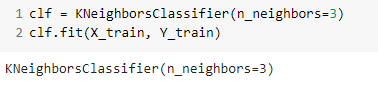 1 clf = KNeighborsClassifier(n_neighbors=3)
2 clf.fit(X_train, Y_train)
KNeighborsClassifier(n_neighbors=3)